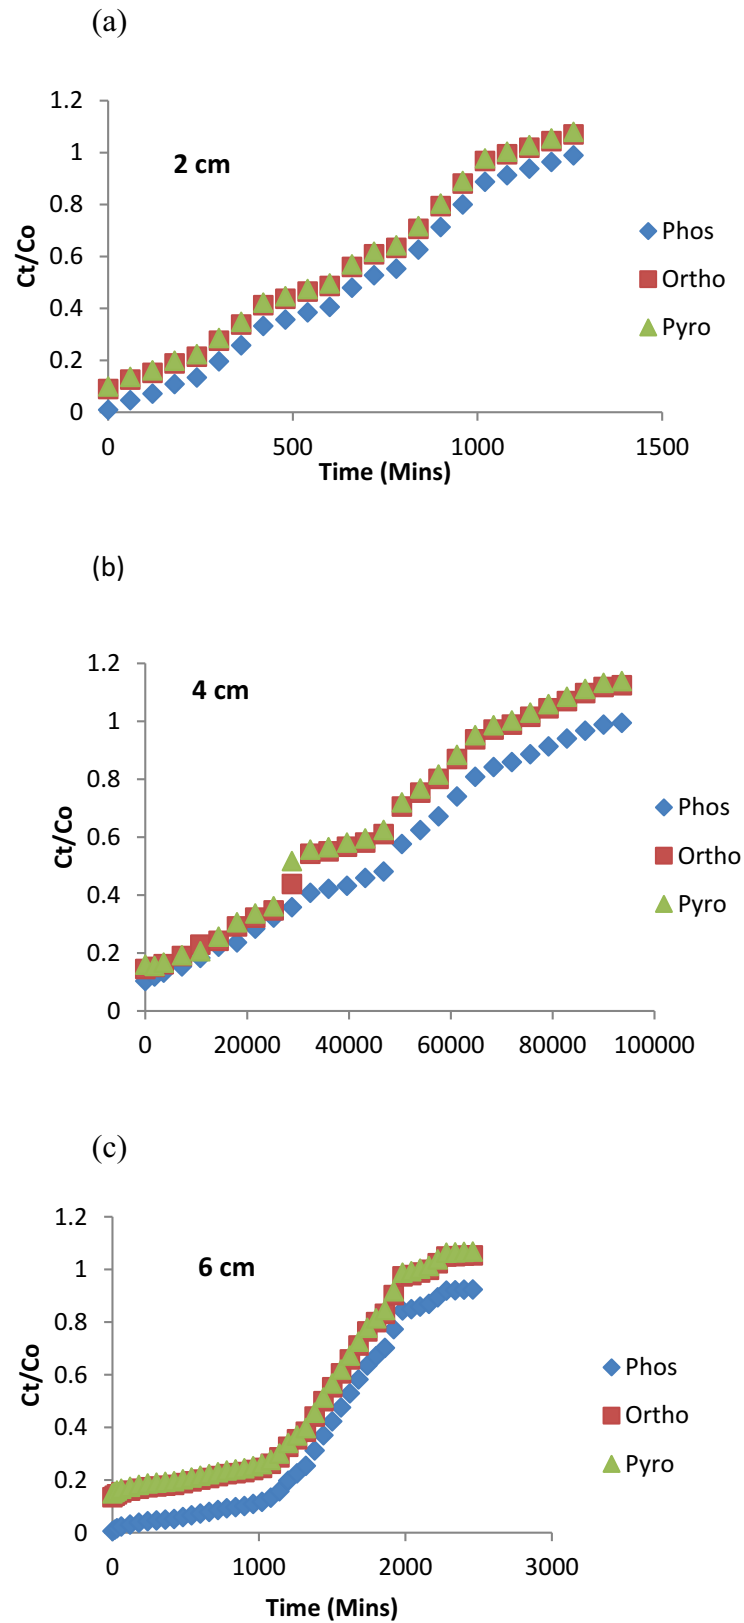 (a)
1.2
1
0.8
0.6
0.4
0.2
0
2 cm
Ct/Co
Phos
Ortho
Pyro
0 500 1000 1500
Time (Mins)
(b)
1.2
1
0.8
0.6
0.4
0.2
0
4 cm
Ct/Co
Phos
Ortho
Pyro
0 20000 40000 60000 80000 100000
(c)
1.2
1
0.8
0.6
0.4
0.2
0
6 cm
Ct/Co
Phos
Ortho
Pyro
0 1000 2000 3000
Time (Mins)